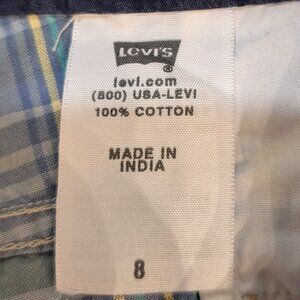 LEVI'S
levi.com
(800) USA-LEVI
100% COTTON
MADE IN
INDIA
8